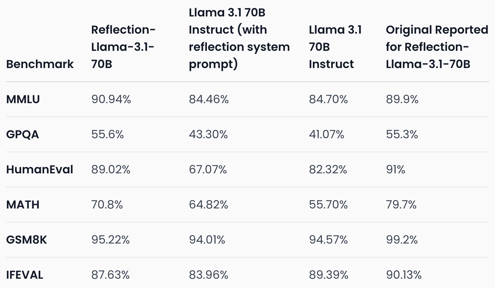 Benchmark Reflection-Llama-3.1-70B Llama 3.1 70B Instruct (with reflection system prompt) Llama 3.1 70B Instruct Original Reported for Reflection-Llama-3.1-70B
MMLU 90.94% 84.46% 84.70% 89.9%
GPQA 55.6% 43.30% 41.07% 55.3%
HumanEval 89.02% 67.07% 82.32% 91%
MATH 70.8% 64.82% 55.70% 79.7%
GSM8K 95.22% 94.01% 94.57% 99.2%
IFEVAL 87.63% 83.96% 89.39% 90.13%